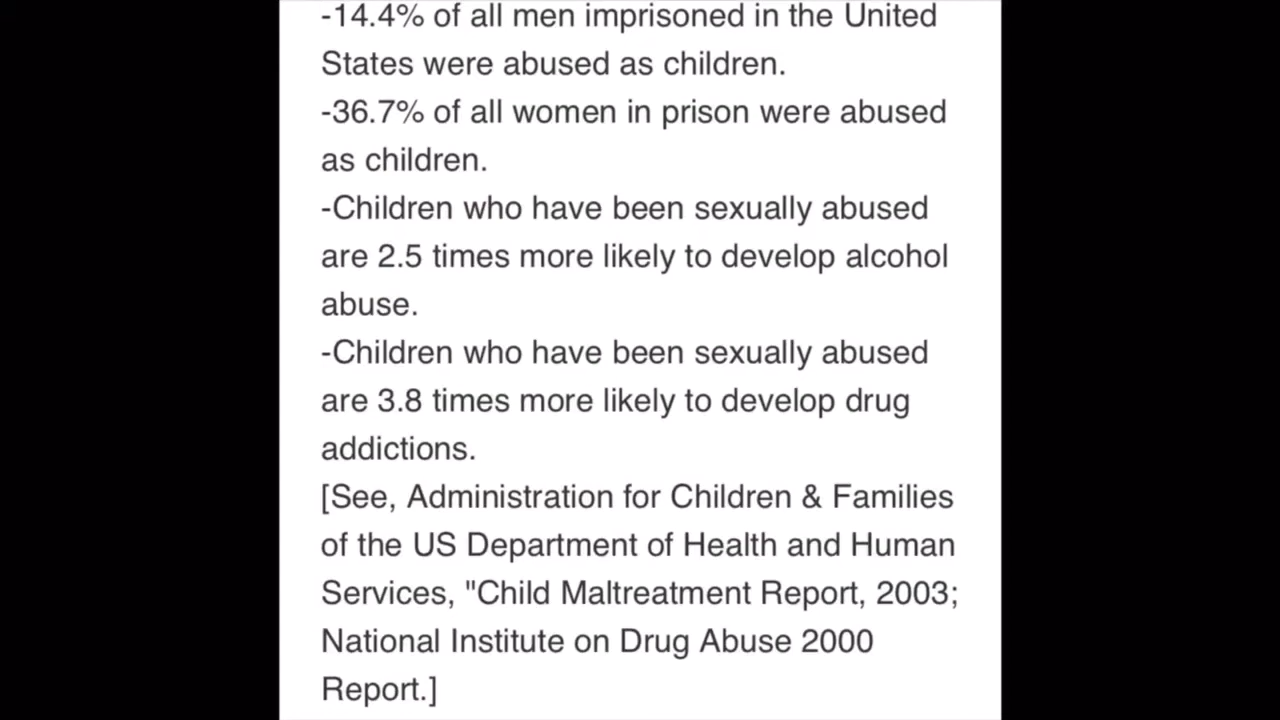 -14.4% of all men imprisoned in the United
States were abused as children.
-36.7% of all women in prison were abused
as children.
-Children who have been sexually abused
are 2.5 times more likely to develop alcohol
abuse.
-Children who have been sexually abused
are 3.8 times more likely to develop drug
addictions.
[See, Administration for Children & Families
of the US Department of Health and Human
Services, "Child Maltreatment Report, 2003;
National Institute on Drug Abuse 2000
Report.]